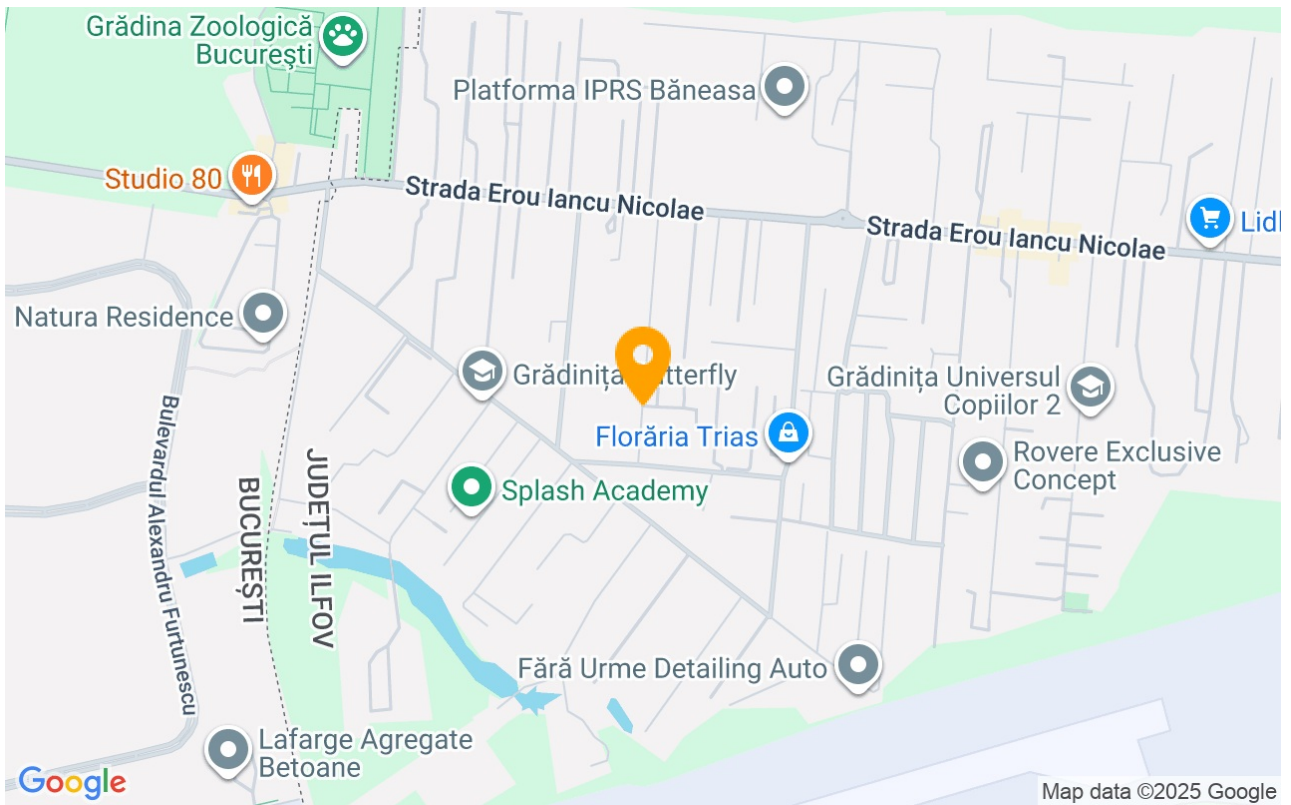 Grădina Zoologică
București
Platforma IPRS Băneasa
Studio 80
Strada Erou Iancu Nicolae
Strada Erou Iancu Nicolae
Lidl
Natura Residence
Grădinița Butterfly
Grădinița Universul
Copiilor 2
Florăria Trias
Rovere Exclusive
Concept
Splash Academy
Bulevardul Alexandru Furtunescu
BUCUREȘTI
JUDEȚUL ILFOV
Fără Urme Detailing Auto
Lafarge Agregate
Betoane
Google
Map data ©2025 Google